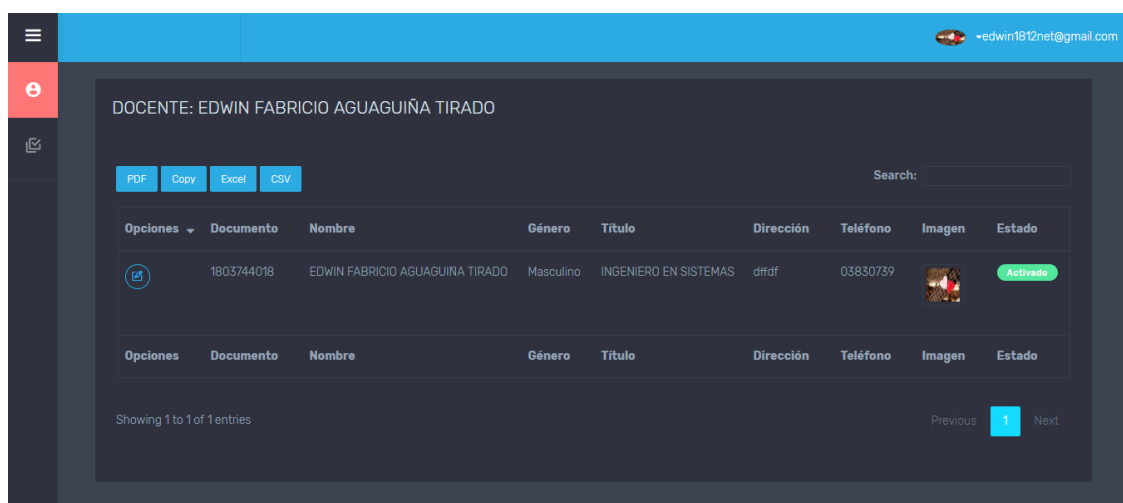 edwin1812net@gmail.com
DOCENTE: EDWIN FABRICIO AGUAGUIÑA TIRADO
PDF Copy Excel CSV Search:
Opciones Documento Nombre Género Título Dirección Teléfono Imagen Estado
1803744018 EDWIN FABRICIO AGUAGUIÑA TIRADO Masculino INGENIERO EN SISTEMAS dffdf 03830739 Activado
Opciones Documento Nombre Género Título Dirección Teléfono Imagen Estado
Showing 1 to 1 of 1 entries Previous 1 Next